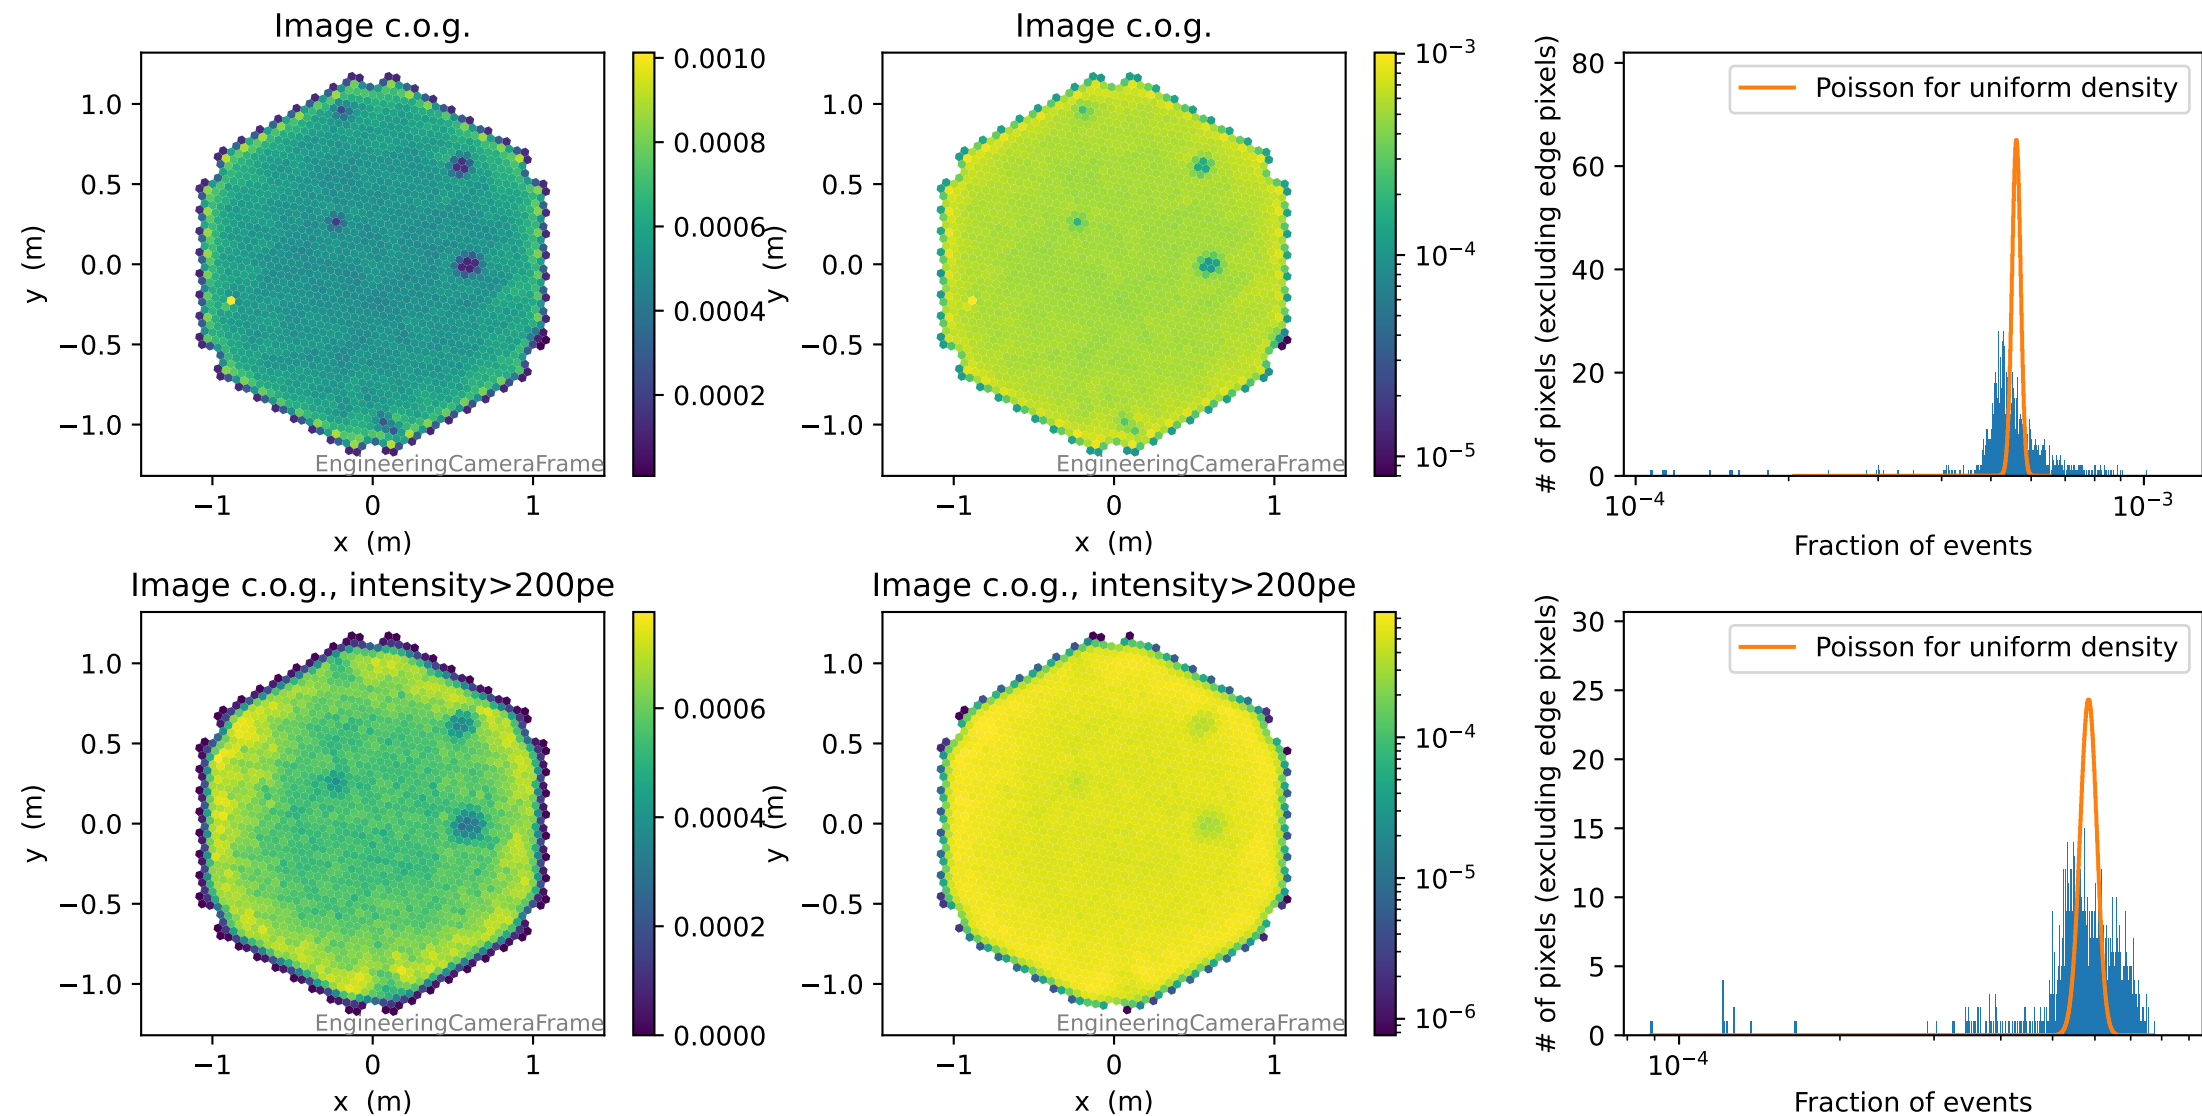 Image c.o.g.
1.0
0.5
0.0
−0.5
−1.0
y (m)
−1
0
1
x (m)
EngineeringCameraFrame
0.0010
0.0008
0.0006
0.0004
0.0002
Image c.o.g.
1.0
0.5
0.0
−0.5
−1.0
y (m)
−1
0
1
x (m)
EngineeringCameraFrame
10⁻³
10⁻⁴
10⁻⁵
# of pixels (excluding edge pixels)
80
60
40
20
0
Poisson for uniform density
10⁻⁴
10⁻³
Fraction of events
Image c.o.g., intensity>200pe
1.0
0.5
0.0
−0.5
−1.0
y (m)
−1
0
1
x (m)
EngineeringCameraFrame
0.0006
0.0004
0.0002
0.0000
Image c.o.g., intensity>200pe
1.0
0.5
0.0
−0.5
−1.0
y (m)
−1
0
1
x (m)
EngineeringCameraFrame
10⁻⁴
10⁻⁵
10⁻⁶
# of pixels (excluding edge pixels)
30
25
20
15
10
5
0
Poisson for uniform density
10⁻⁴
Fraction of events